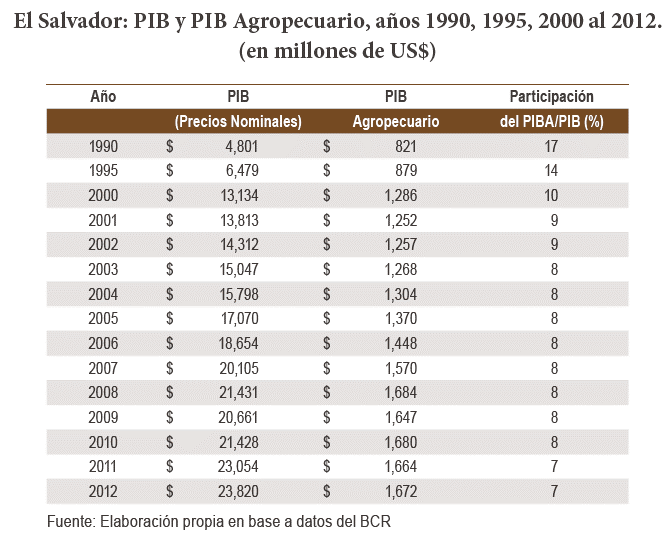 El Salvador: PIB y PIB Agropecuario, años 1990, 1995, 2000 al 2012.
(en millones de US$)
Año PIB PIB Participación
(Precios Nominales) Agropecuario del PIBA/PIB (%)
1990 $ 4,801 $ 821 17
1995 $ 6,479 $ 879 14
2000 $ 13,134 $ 1,286 10
2001 $ 13,813 $ 1,252 9
2002 $ 14,312 $ 1,257 9
2003 $ 15,047 $ 1,268 8
2004 $ 15,798 $ 1,304 8
2005 $ 17,070 $ 1,370 8
2006 $ 18,654 $ 1,448 8
2007 $ 20,105 $ 1,570 8
2008 $ 21,431 $ 1,684 8
2009 $ 20,661 $ 1,647 8
2010 $ 21,428 $ 1,680 8
2011 $ 23,054 $ 1,664 7
2012 $ 23,820 $ 1,672 7
Fuente: Elaboración propia en base a datos del BCR